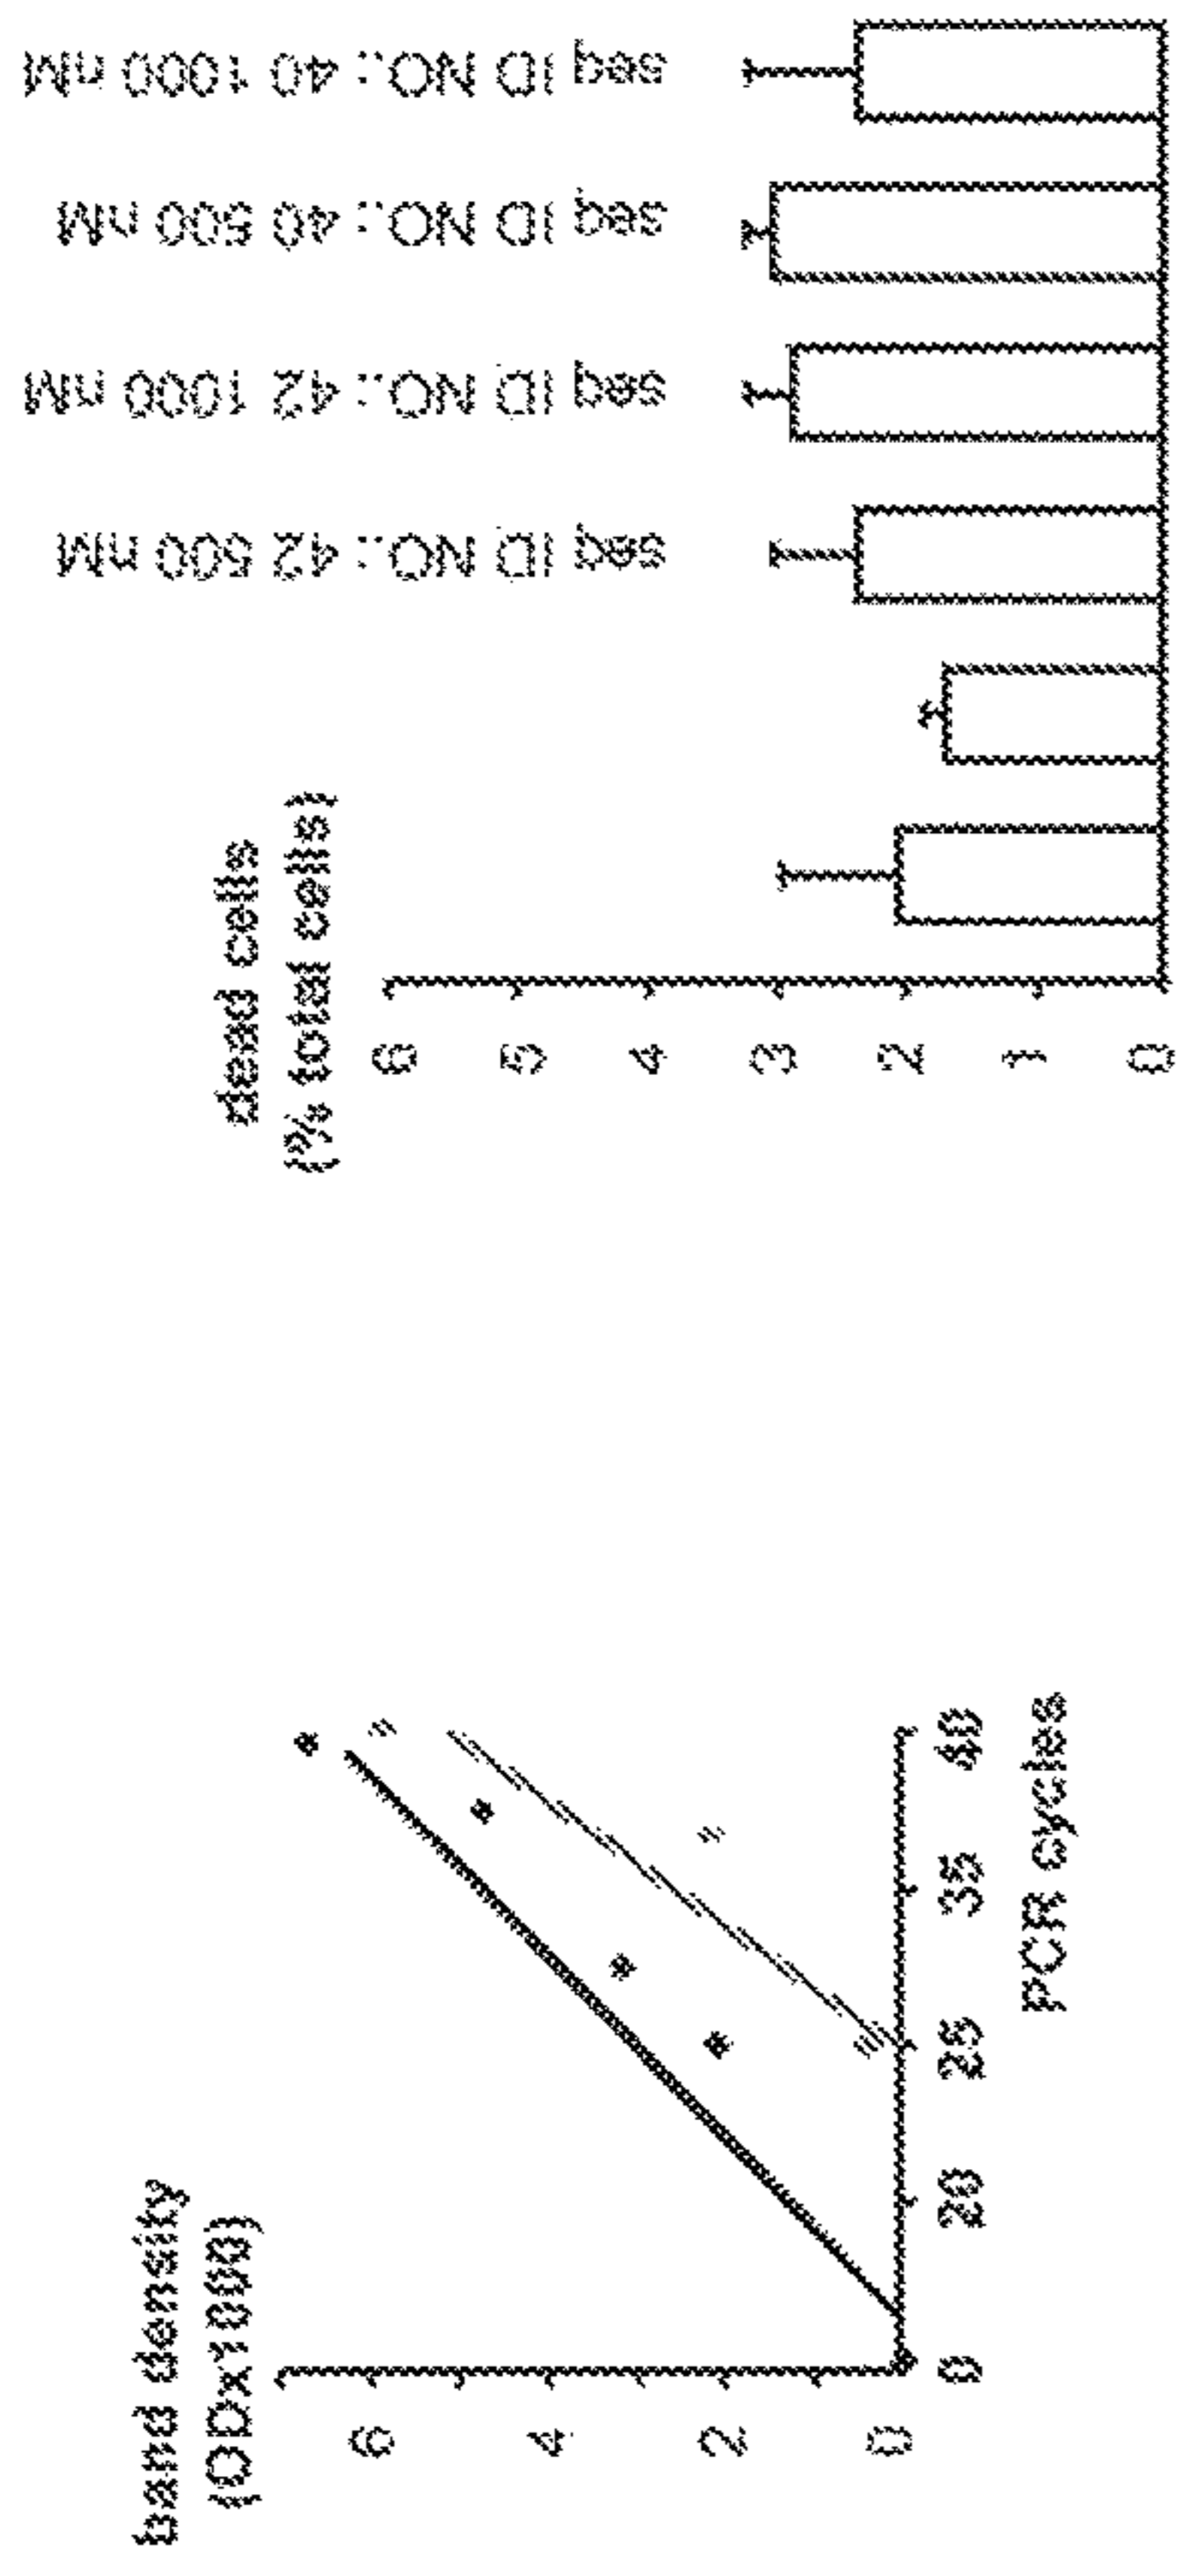 band density
(ODx1000)
6
4
2
0
0
20
25
35
40
PCR cycles
dead cells
(% total cells)
6
5
4
3
2
1
0
seq ID NO.: 42 500 nM
seq ID NO.: 42 1000 nM
seq ID NO.: 40 500 nM
seq ID NO.: 40 1000 nM